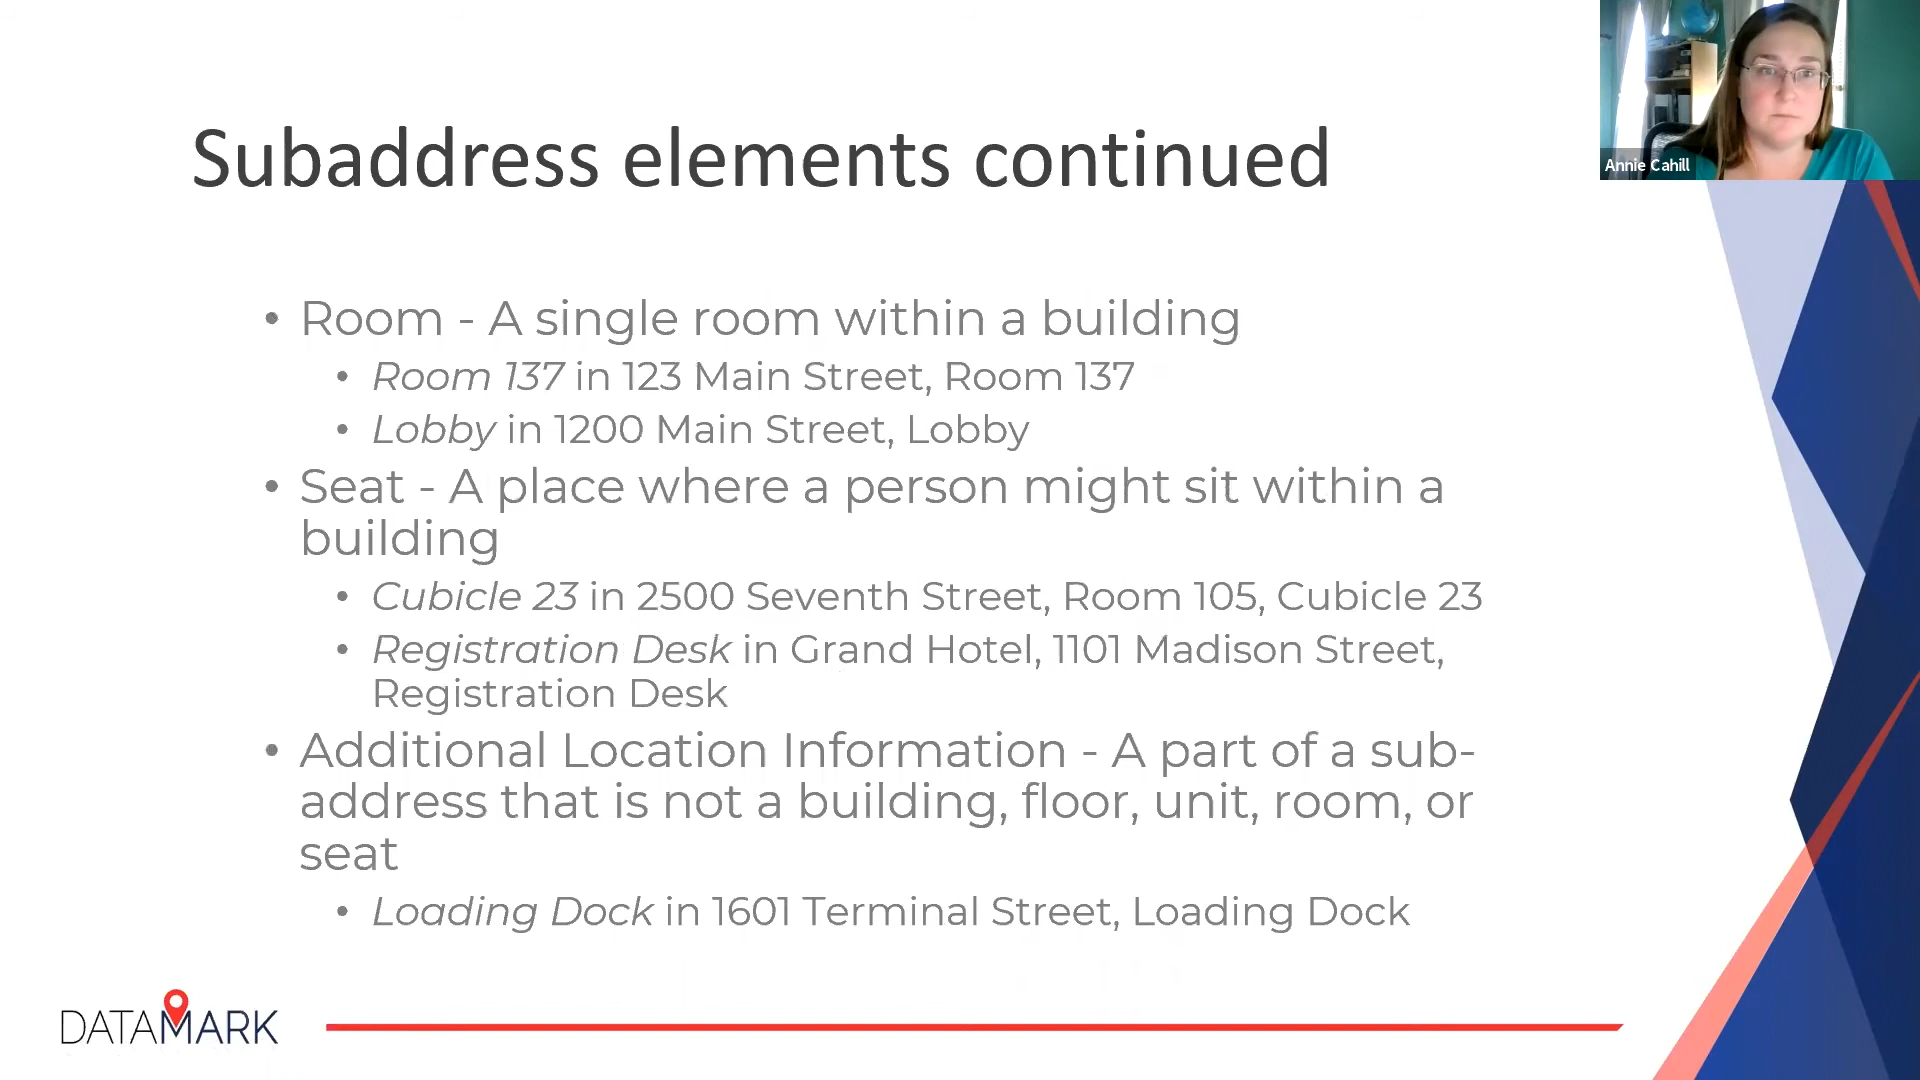 Subaddress elements continued
Annie Cahill
• Room - A single room within a building
• Room 137 in 123 Main Street, Room 137
• Lobby in 1200 Main Street, Lobby
• Seat - A place where a person might sit within a
building
• Cubicle 23 in 2500 Seventh Street, Room 105, Cubicle 23
• Registration Desk in Grand Hotel, 1101 Madison Street,
Registration Desk
• Additional Location Information - A part of a sub-
address that is not a building, floor, unit, room, or
seat
• Loading Dock in 1601 Terminal Street, Loading Dock
DATAMARK